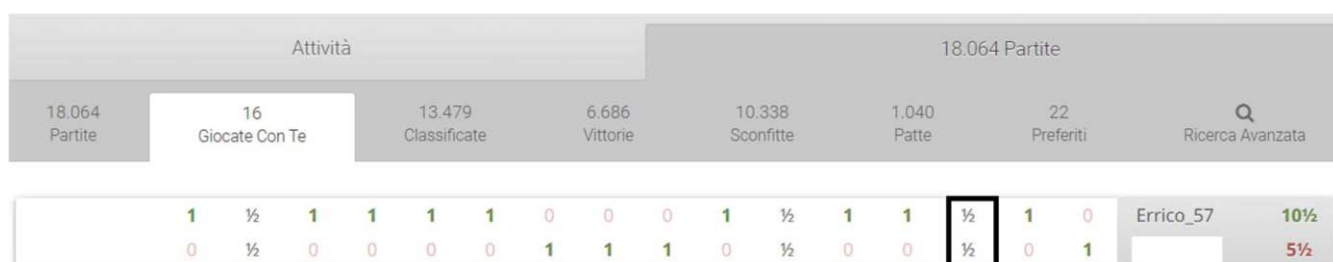 Attività 18.064 Partite
18.064 16 13.479 6.686 10.338 1.040 22
Partite Giocate Con Te Classificate Vittorie Sconfitte Patte Preferiti Ricerca Avanzata
1 ½ 1 1 1 1 0 0 0 1 ½ 1 1 ½ 1 0 Errico_57 10½
0 ½ 0 0 0 0 1 1 1 0 ½ 0 0 ½ 0 1 5½